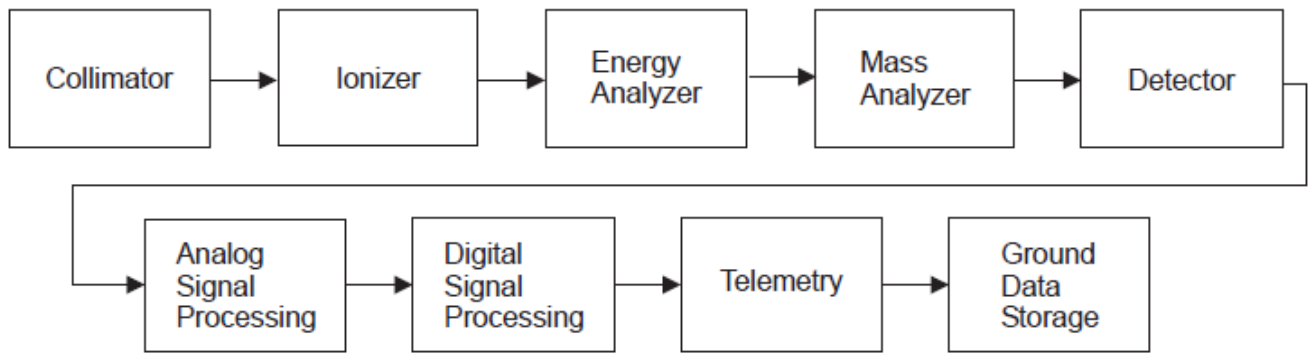 Collimator
Ionizer
Energy
Analyzer
Mass
Analyzer
Detector
Analog
Signal
Processing
Digital
Signal
Processing
Telemetry
Ground
Data
Storage